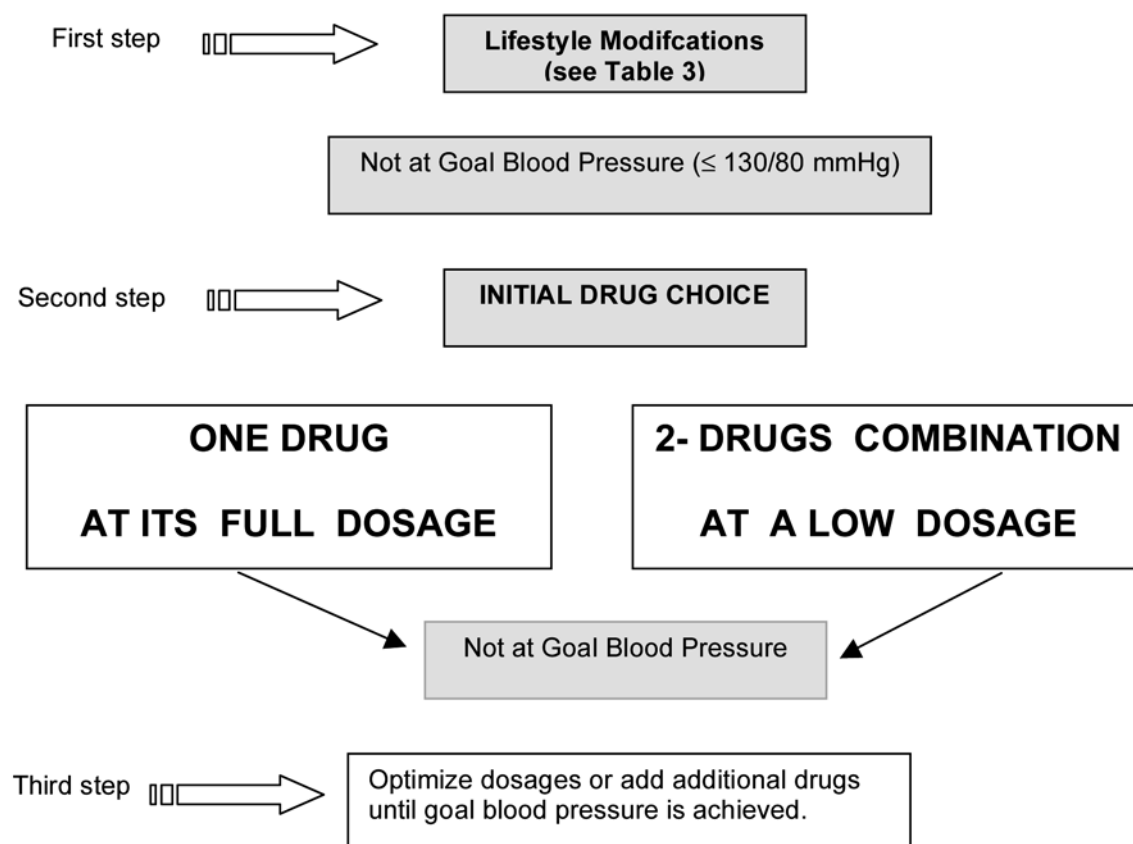 First step
Lifestyle Modifcations
(see Table 3)
Not at Goal Blood Pressure (≤ 130/80 mmHg)
Second step
INITIAL DRUG CHOICE
ONE DRUG
AT ITS FULL DOSAGE
2- DRUGS COMBINATION
AT A LOW DOSAGE
Not at Goal Blood Pressure
Third step
Optimize dosages or add additional drugs
until goal blood pressure is achieved.